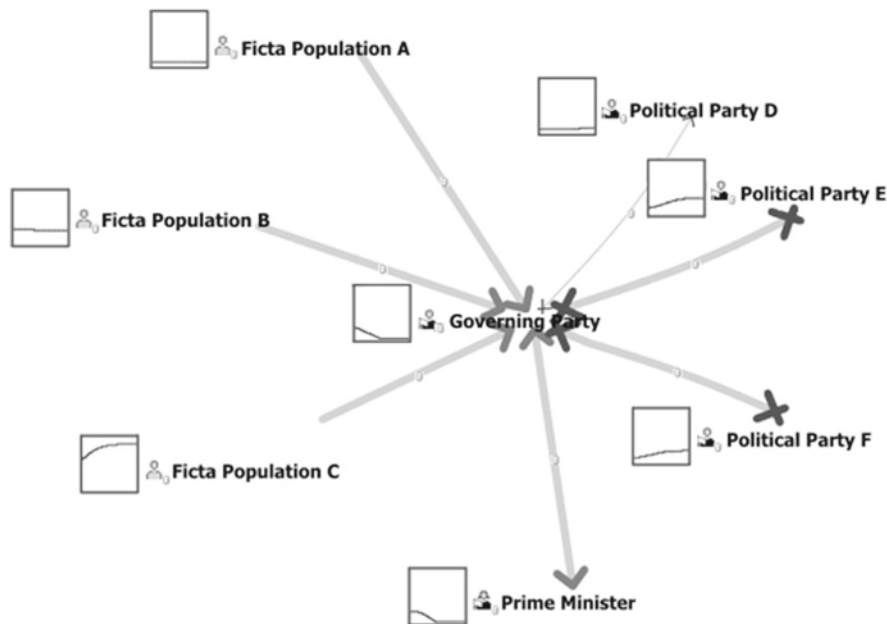 Ficta Population A
Political Party D
Political Party E
Ficta Population B
Governing Party
Political Party F
Ficta Population C
Prime Minister